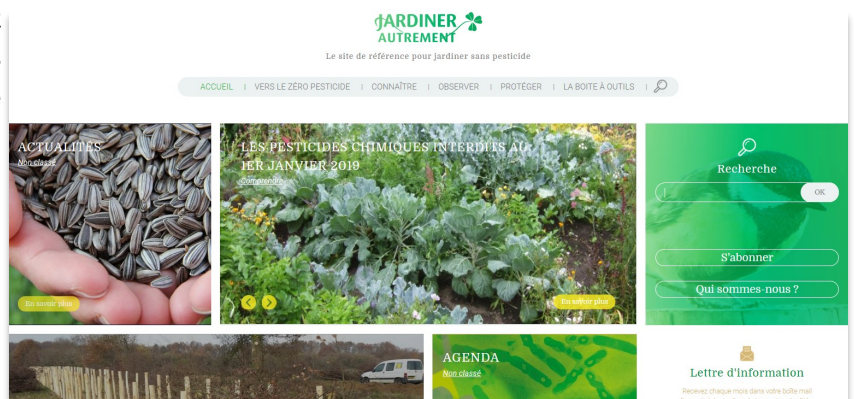 JARDINER
AUTREMENT
Le site de référence pour jardiner sans pesticide
ACCUEIL | VERS LE ZÉRO PESTICIDE | CONNAÎTRE | OBSERVER | PROTÉGER | LA BOITE À OUTILS |
ACTUALITÉS
Non classé
En savoir plus
LES PESTICIDES CHIMIQUES INTERDITS AU
1ER JANVIER 2019
Comprendre
En savoir plus
Recherche
OK
S'abonner
Qui sommes-nous ?
AGENDA
Non classé
Lettre d'information
Recevez chaque mois dans votre boîte mail